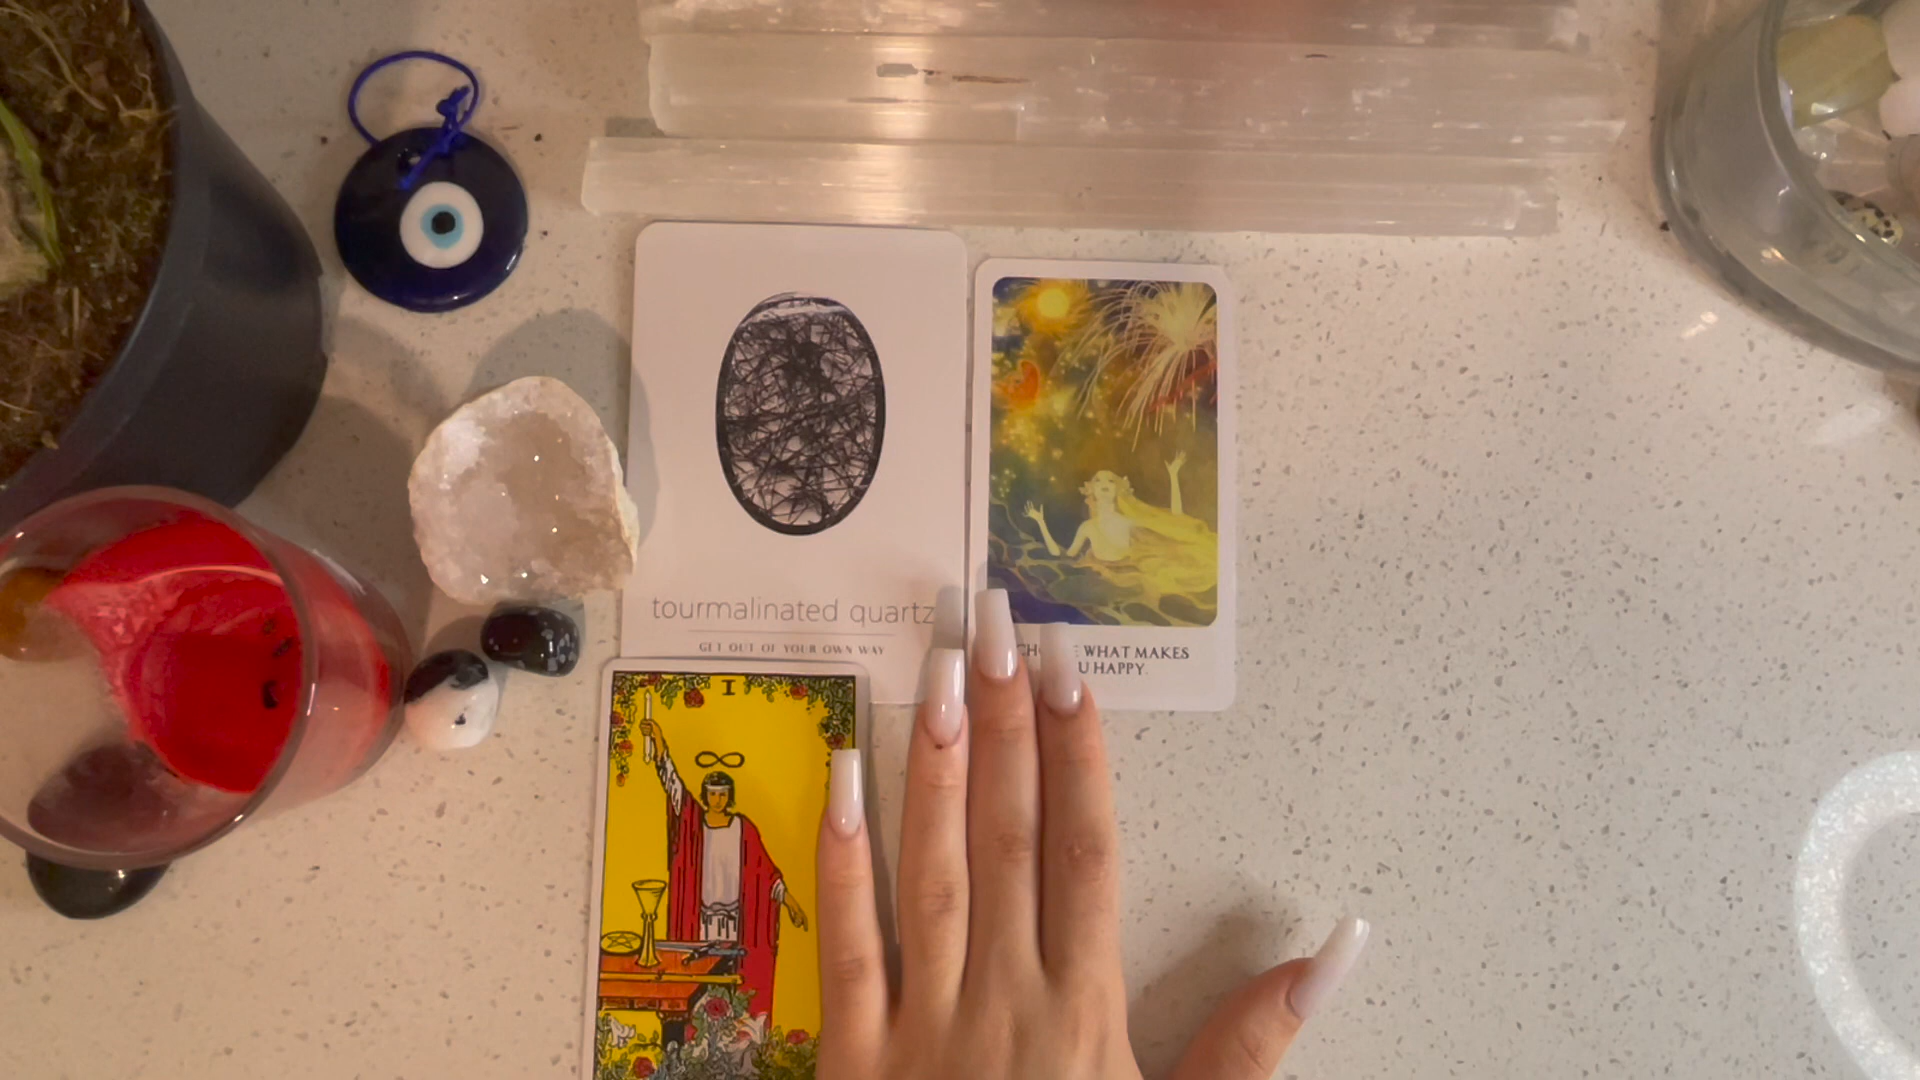 tourmalinated quartz
GET OUT OF YOUR OWN WAY
WHAT MAKES
HAPPY.
I